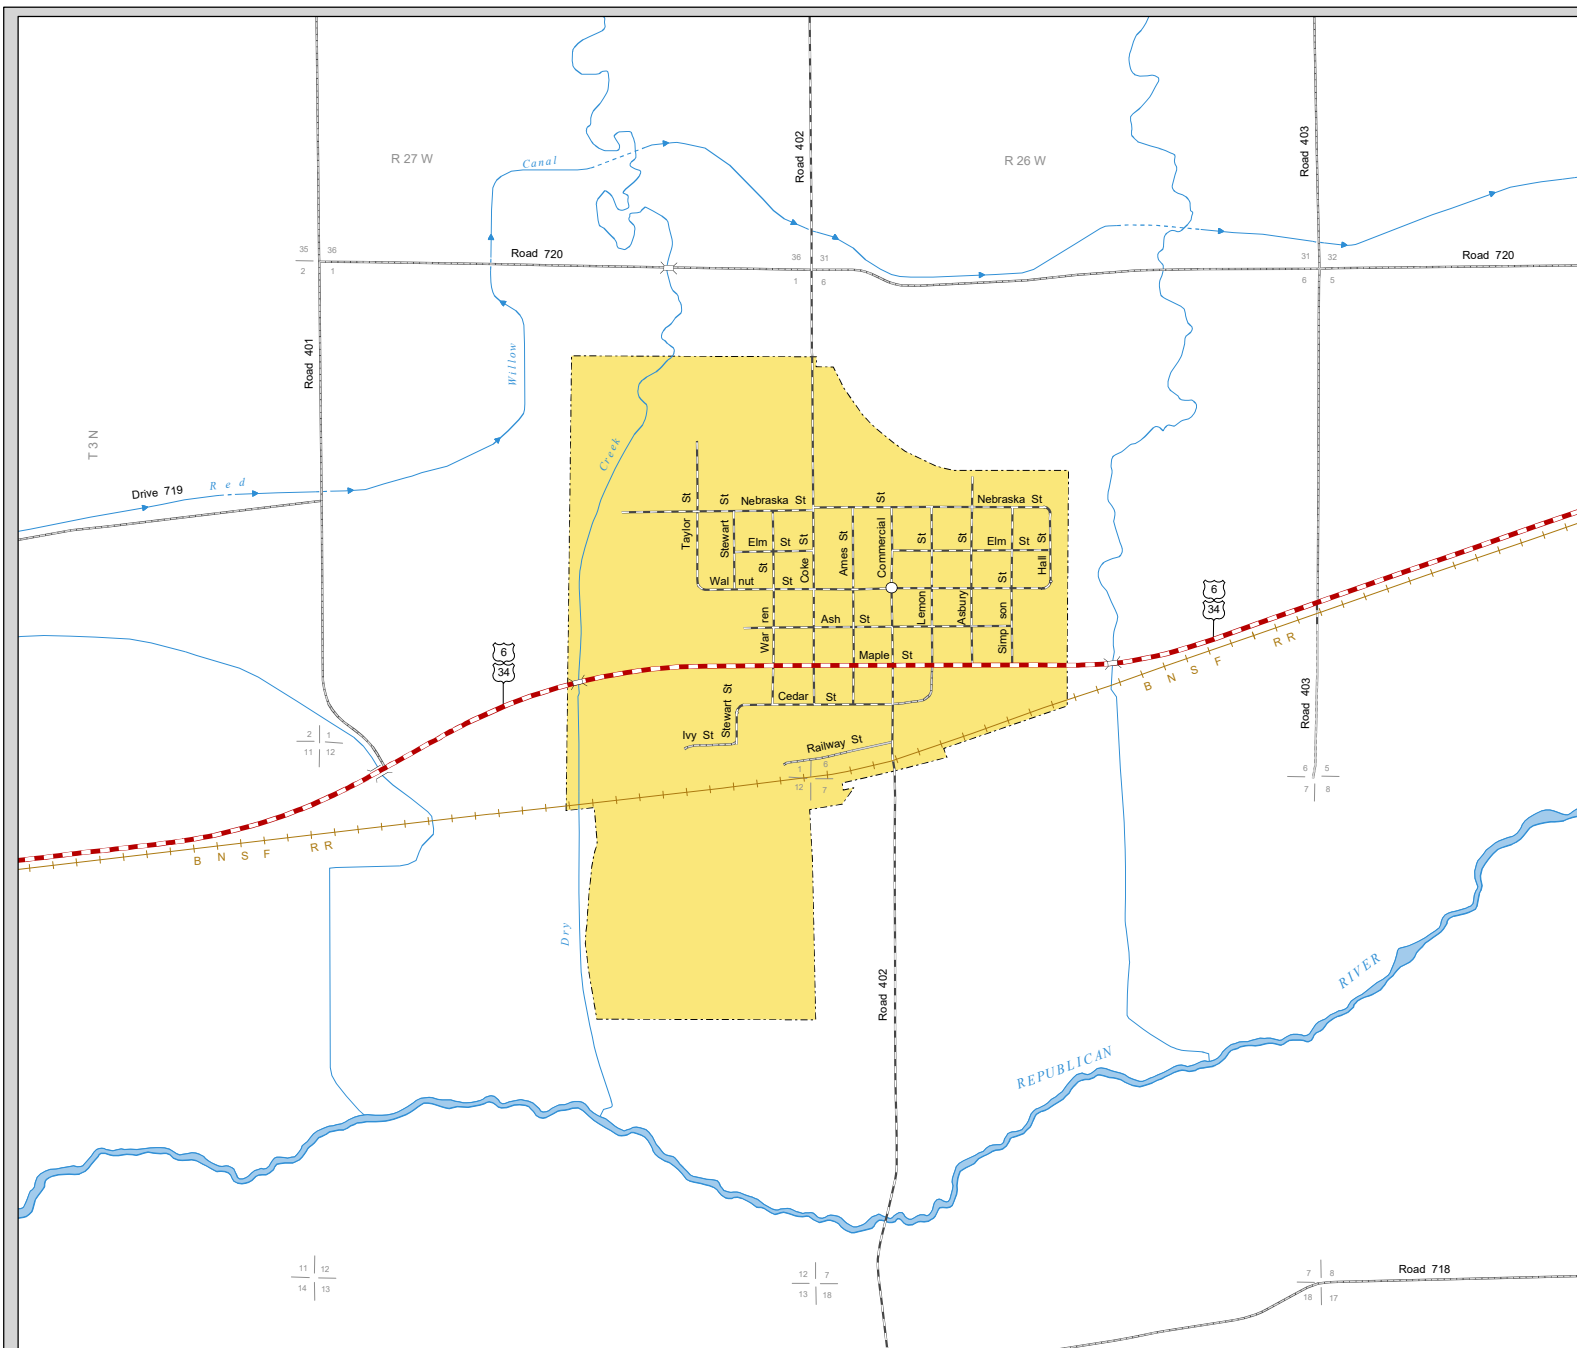 R 27 W
Canal
Road 402
R 26 W
Road 403
35 36
2 1
Road 720
36 31
1 6
31 32
6 5
Road 720
Road 401
Willow
T 3 N
Creek
Drive 719
Red
Taylor St
Stewart St
Nebraska St
Commercial St
Nebraska St
Elm St
Coke St
Ames St
St
St
Elm St
Hall St
Wal nut St
War ren St
Ash St
Lemon
Asbury
Simp son St
6
34
6
34
Maple St
Cedar St
Stewart St
Ivy St
Railway St
BNSF RR
Road 403
2 1
11 12
1 6
12 7
6 5
7 8
BNSF RR
Dry
Road 402
RIVER
REPUBLICAN
11 12
14 13
12 7
13 18
7 8
18 17
Road 718